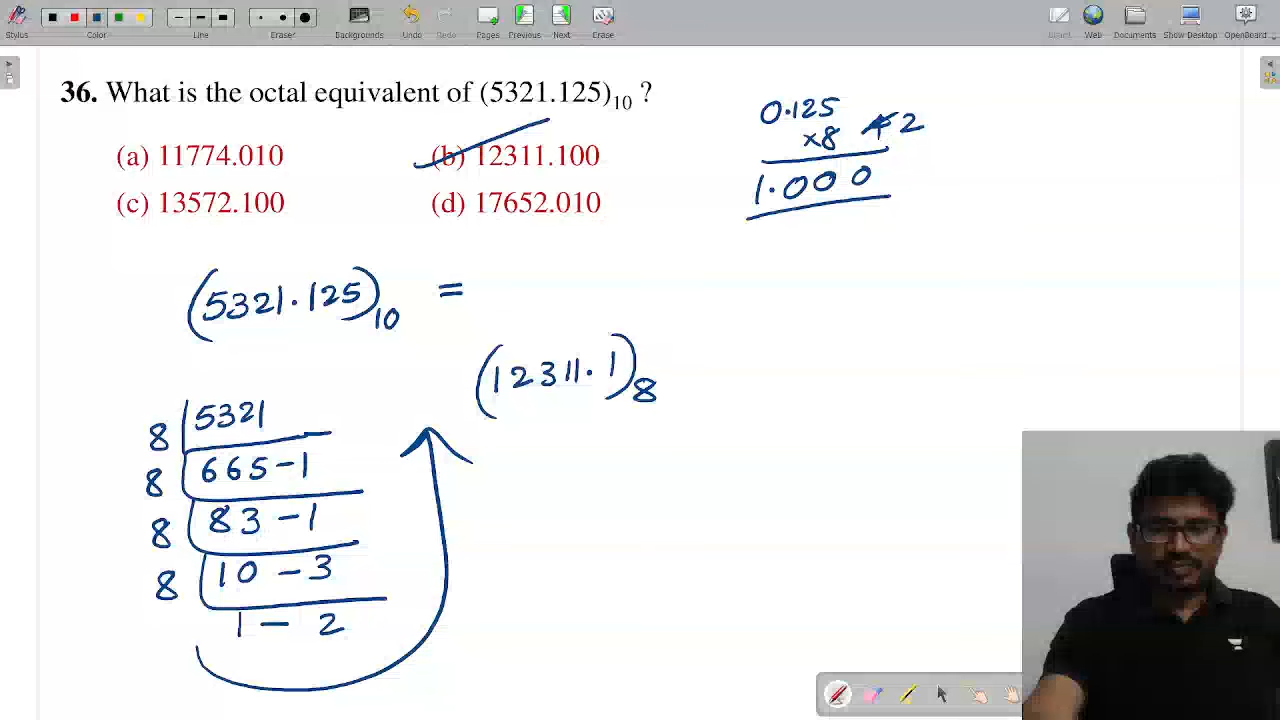 Stylus Color Line Eraser Backgrounds Undo Redo Pages Previous Next Erase Board Web Documents Show Desktop OpenBoard
36. What is the octal equivalent of (5321.125)10 ?
(a) 11774.010 (b) 12311.100
(c) 13572.100 (d) 17652.010
0.125
×8
1.000
(5321.125)10 =
(12311.1)8
8 5321
8 665-1
8 83-1
8 10-3
1-2